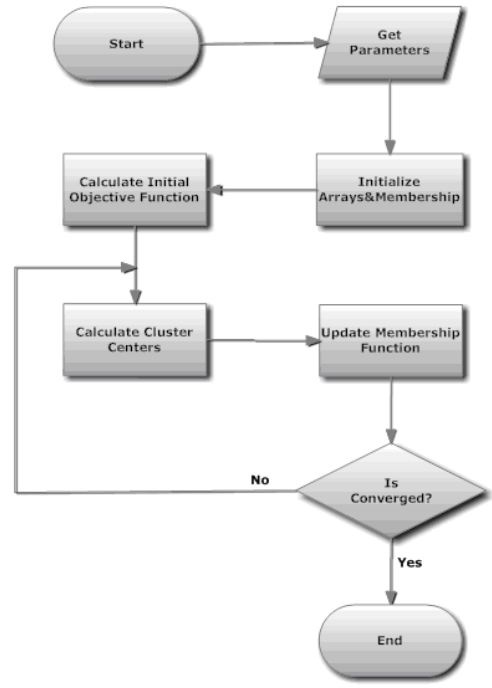 Start
Get
Parameters
Initialize
Arrays&Membership
Calculate Initial
Objective Function
Calculate Cluster
Centers
Update Membership
Function
Is
Converged?
No
Yes
End